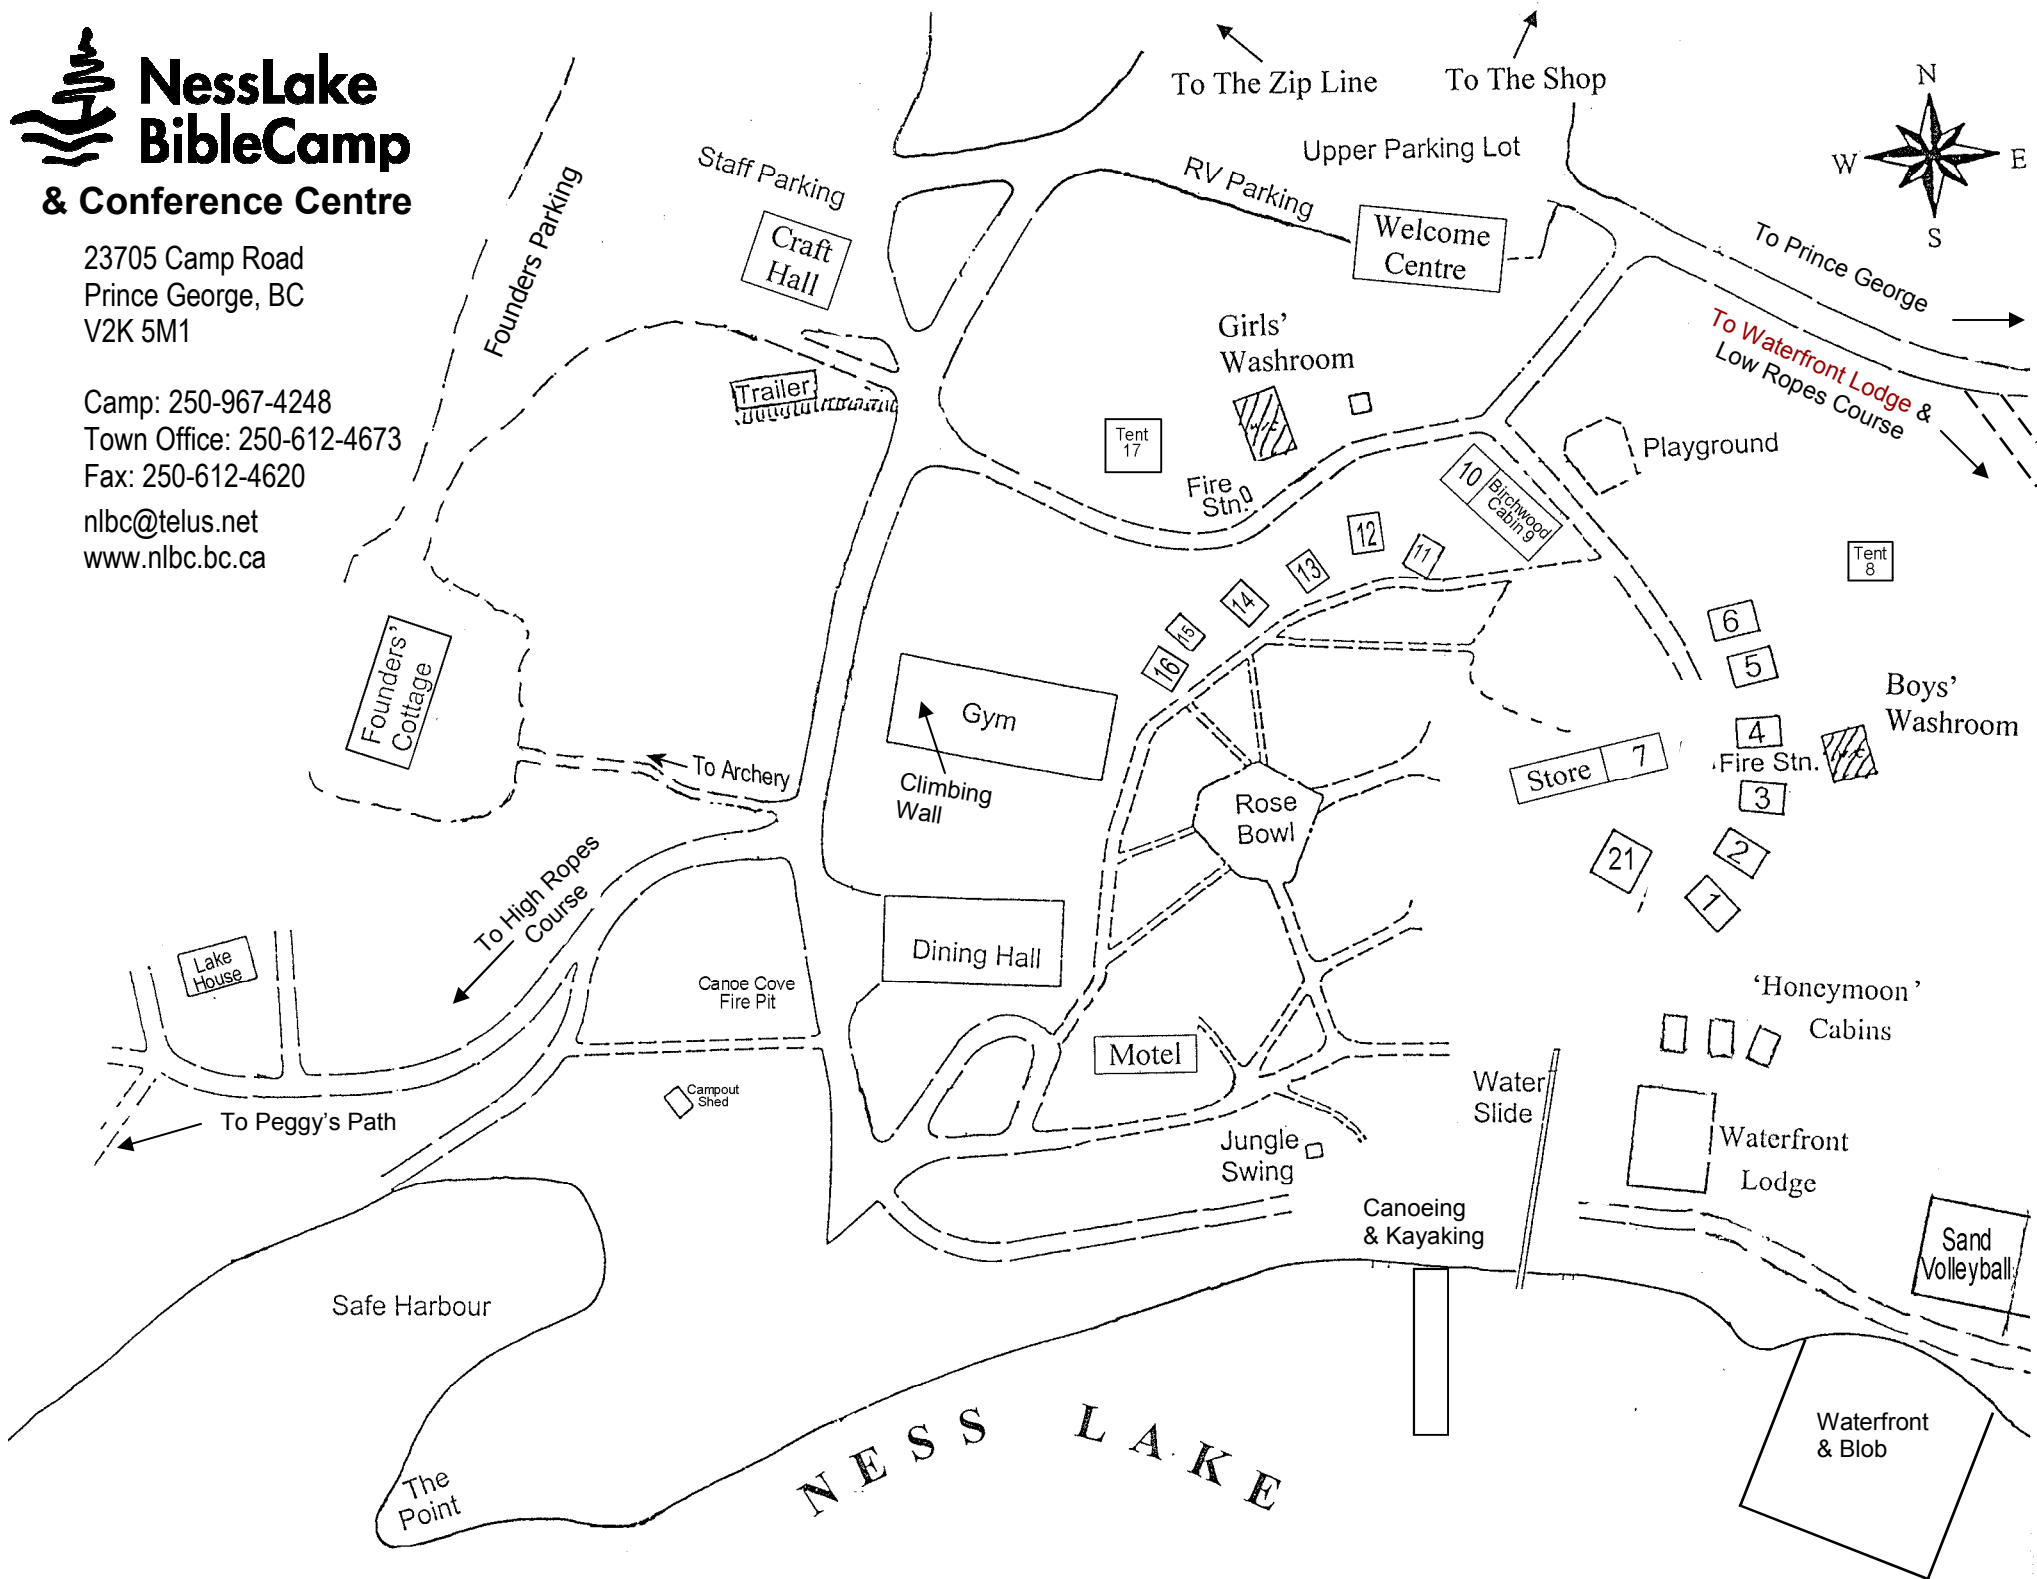 NessLake
BibleCamp
& Conference Centre
23705 Camp Road
Prince George, BC
V2K 5M1
Camp: 250-967-4248
Town Office: 250-612-4673
Fax: 250-612-4620
nlbc@telus.net
www.nlbc.bc.ca
To The Zip Line
To The Shop
N
W
E
S
Upper Parking Lot
RV Parking
Staff Parking
Founders Parking
Craft
Hall
Welcome
Centre
To Prince George
To Waterfront Lodge &
Low Ropes Course
Girls'
Washroom
Trailer
Tent
17
Fire
Stn.
10
Birchwood
Cabin 9
Playground
12
11
13
14
15
16
Tent
8
6
5
4
Fire Stn.
3
2
1
21
Boys'
Washroom
Founders'
Cottage
Gym
Climbing
Wall
To Archery
Store
7
Rose
Bowl
To High Ropes
Course
Lake
House
Dining Hall
Canoe Cove
Fire Pit
'Honeymoon'
Cabins
Motel
Campout
Shed
To Peggy's Path
Water
Slide
Waterfront
Lodge
Jungle
Swing
Canoeing
& Kayaking
Sand
Volleyball
Safe Harbour
The
Point
NESS LAKE
Waterfront
& Blob